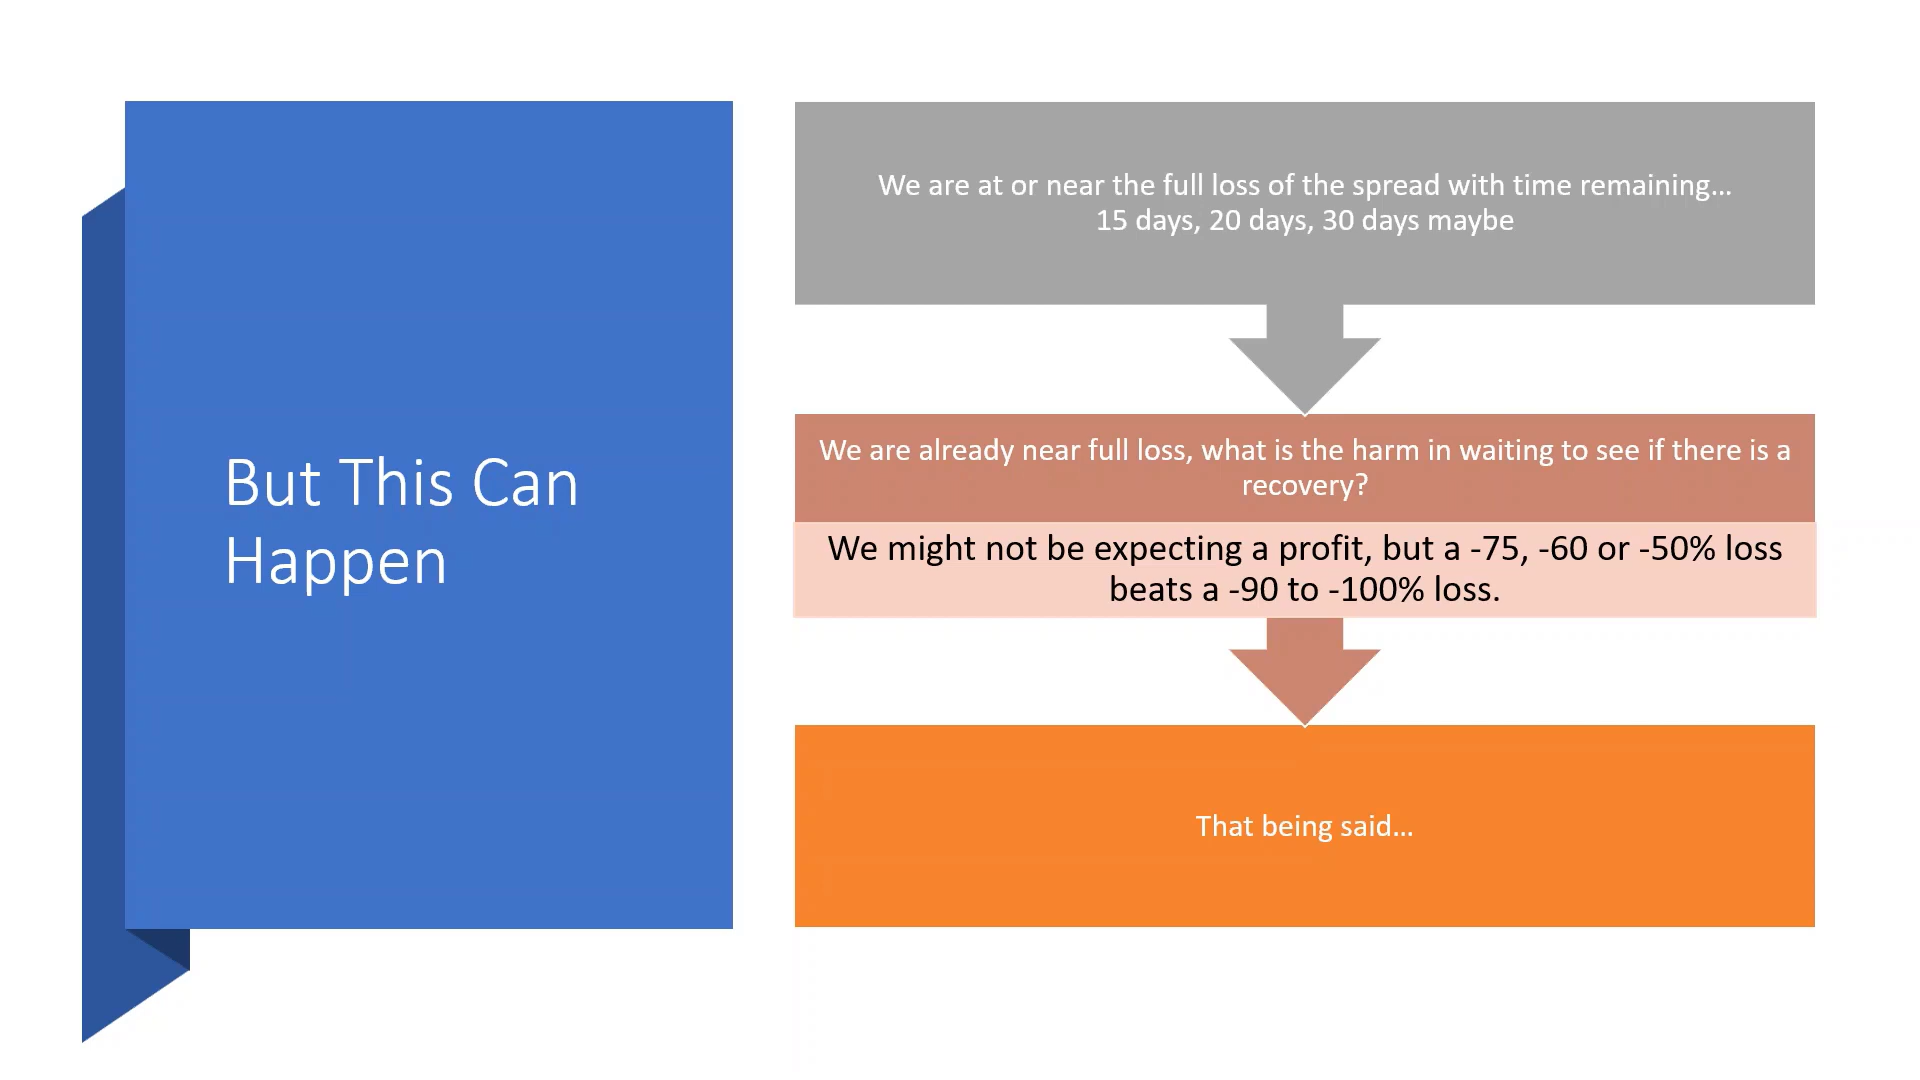 But This Can
Happen
We are at or near the full loss of the spread with time remaining...
15 days, 20 days, 30 days maybe
We are already near full loss, what is the harm in waiting to see if there is a
recovery?
We might not be expecting a profit, but a -75, -60 or -50% loss
beats a -90 to -100% loss.
That being said...